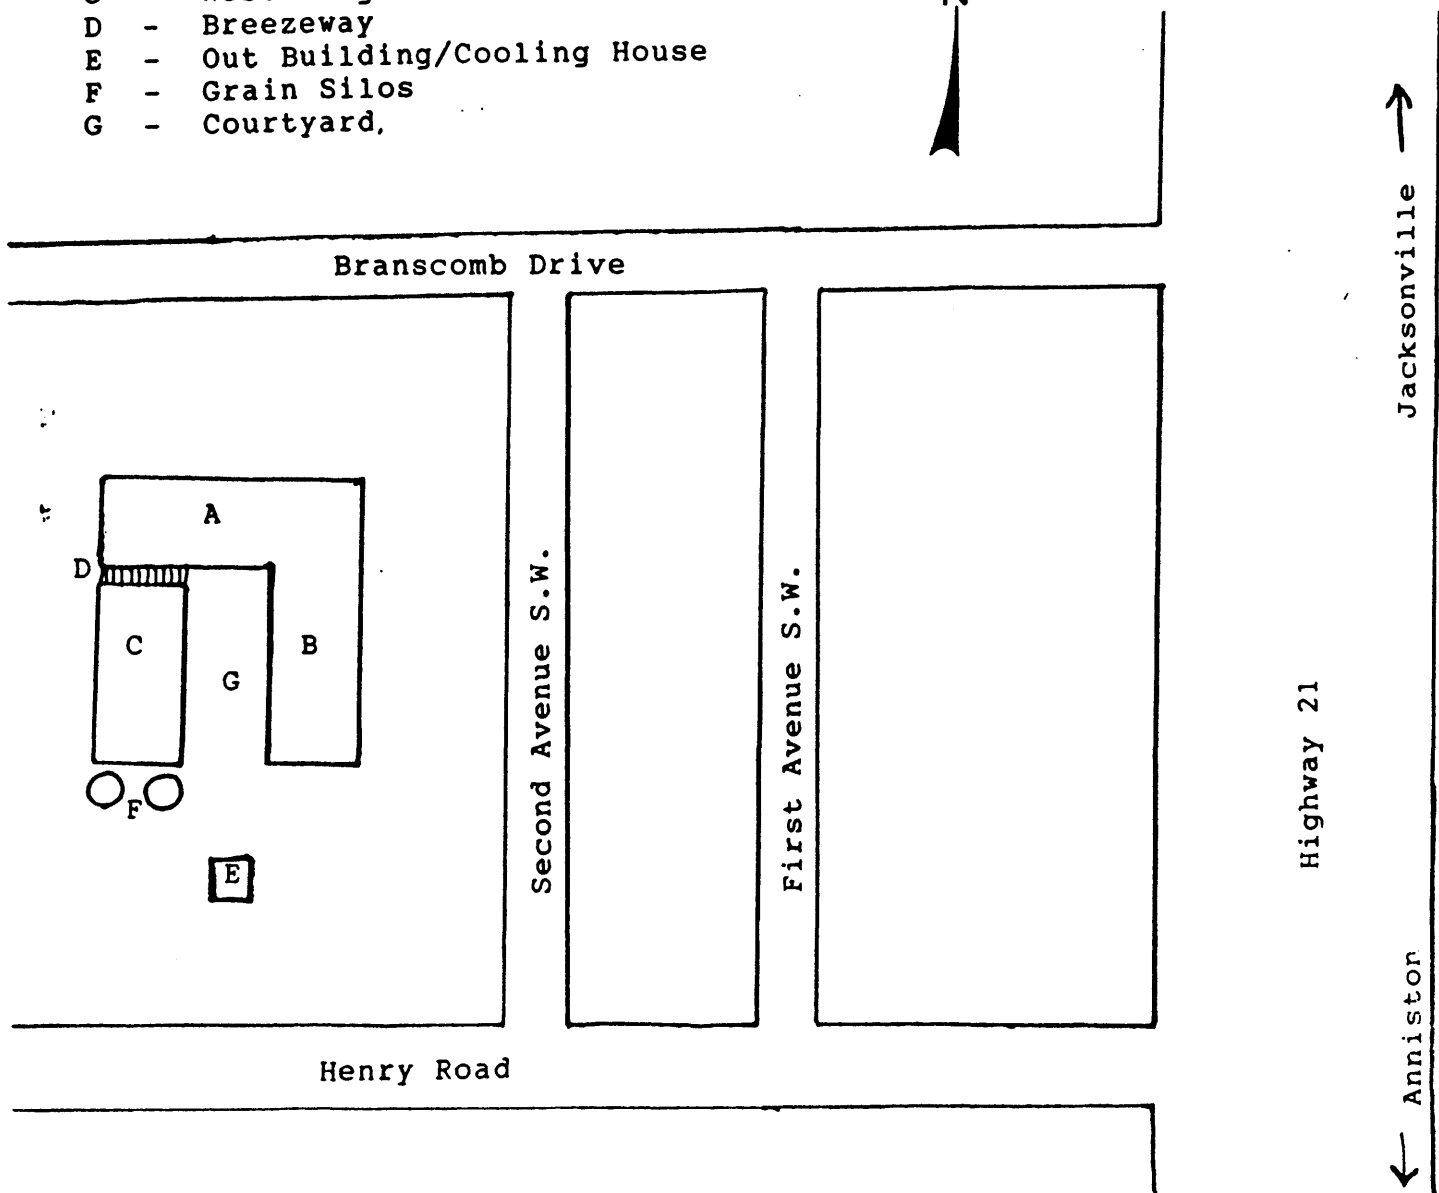 D - Breezeway
E - Out Building/Cooling House
F - Grain Silos
G - Courtyard,
N
Branscomb Drive
Jacksonville
A
D
C
B
G
F
E
Second Avenue S.W.
First Avenue S.W.
Highway 21
Henry Road
Anniston